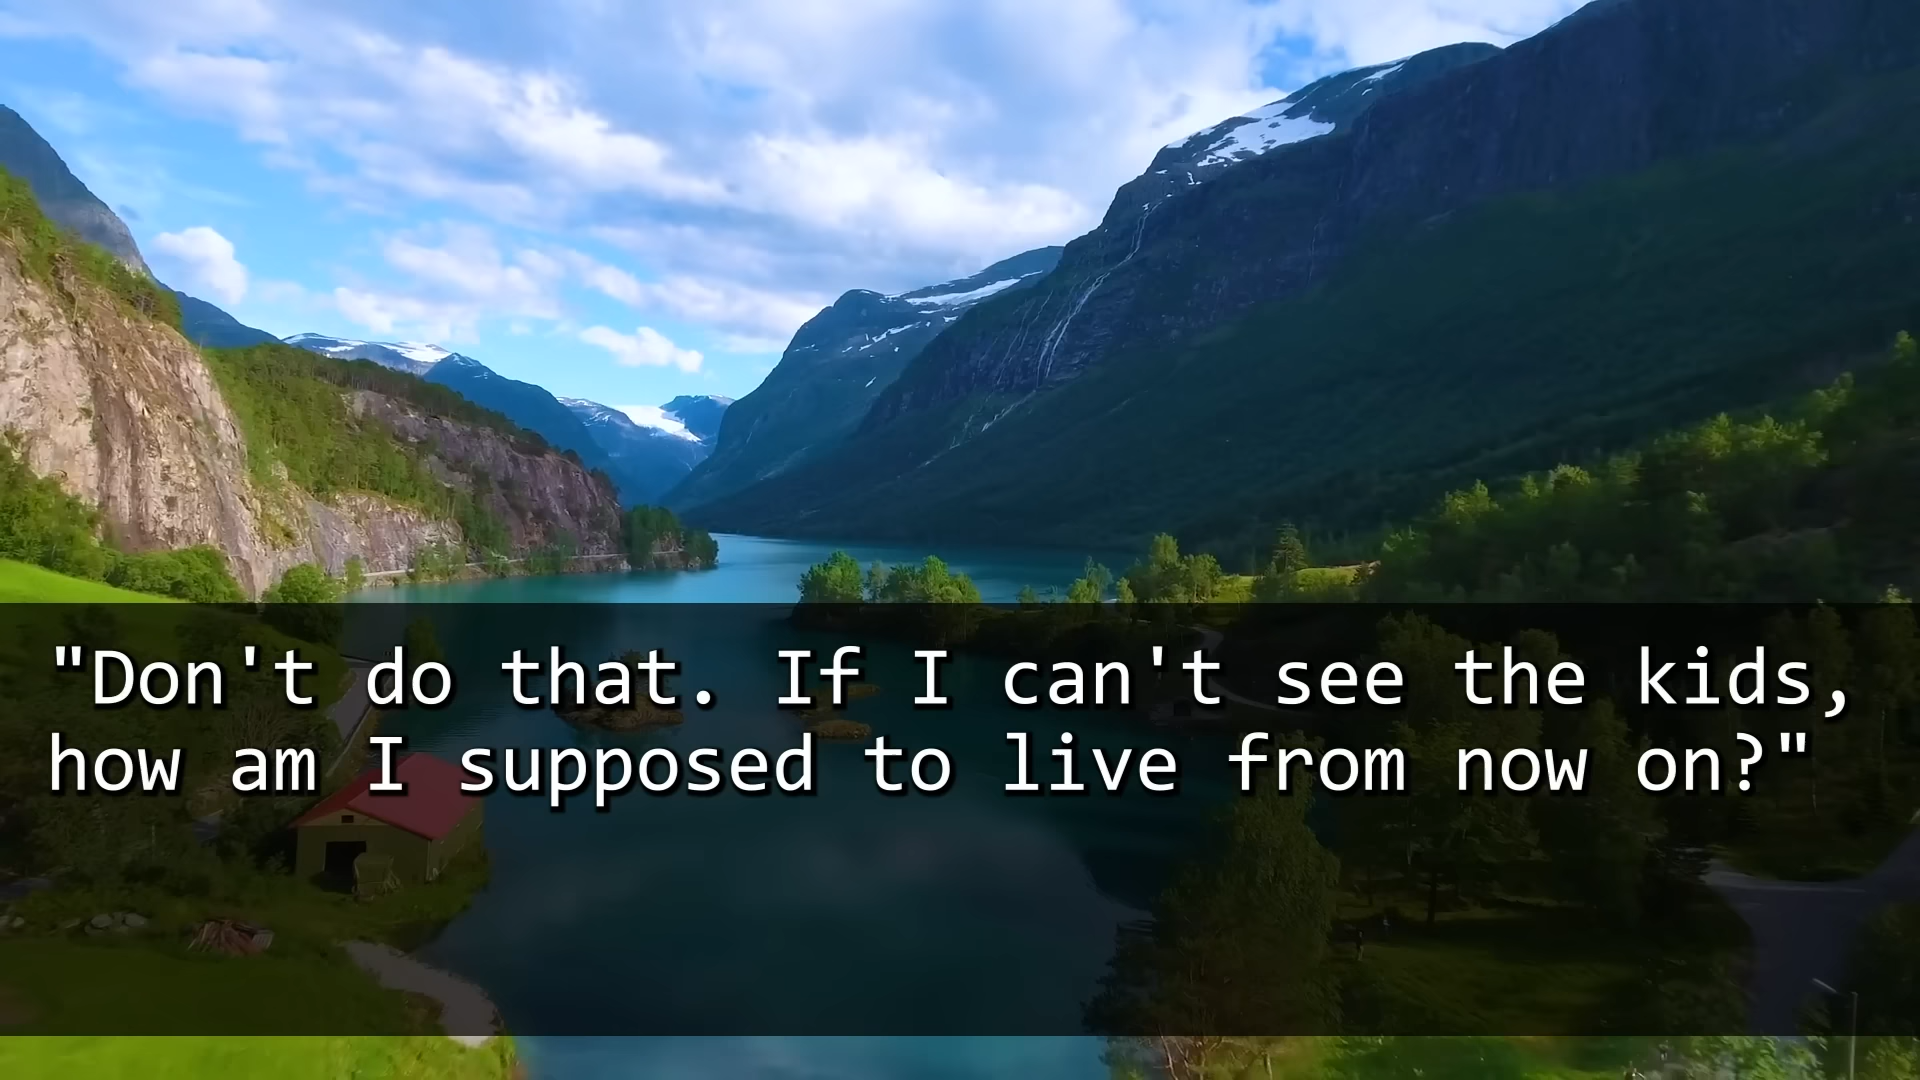 "Don't do that. If I can't see the kids,
how am I supposed to live from now on?"